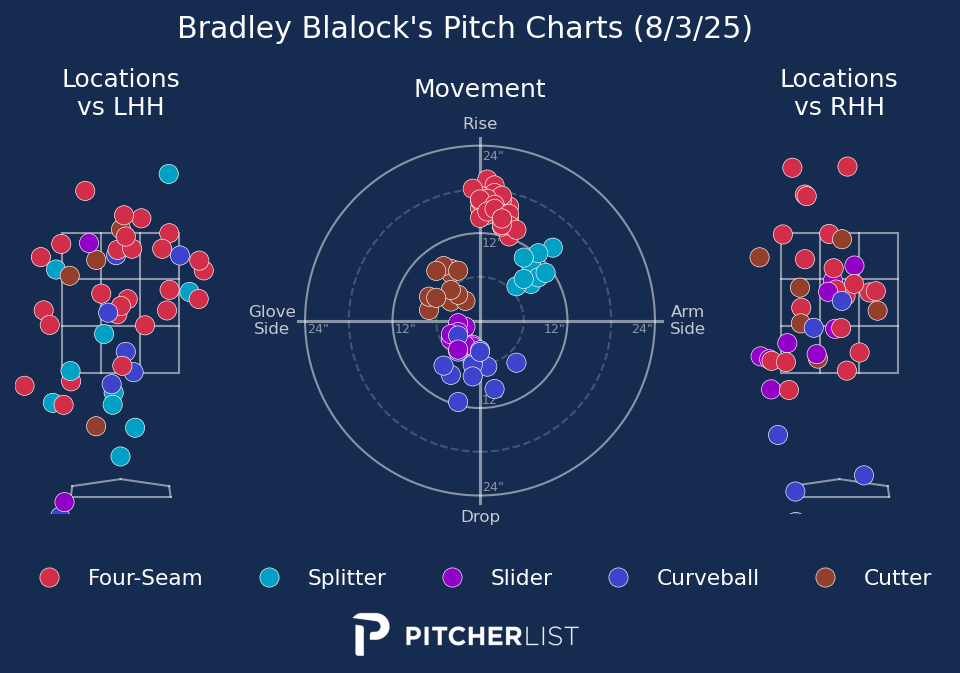 Bradley Blalock's Pitch Charts (8/3/25)
Locations
vs LHH
Movement
Locations
vs RHH
Rise
24"
12"
Glove
Side
24"
12"
12"
24"
Arm
Side
12"
24"
Drop
Four-Seam
Splitter
Slider
Curveball
Cutter
PITCHERLIST